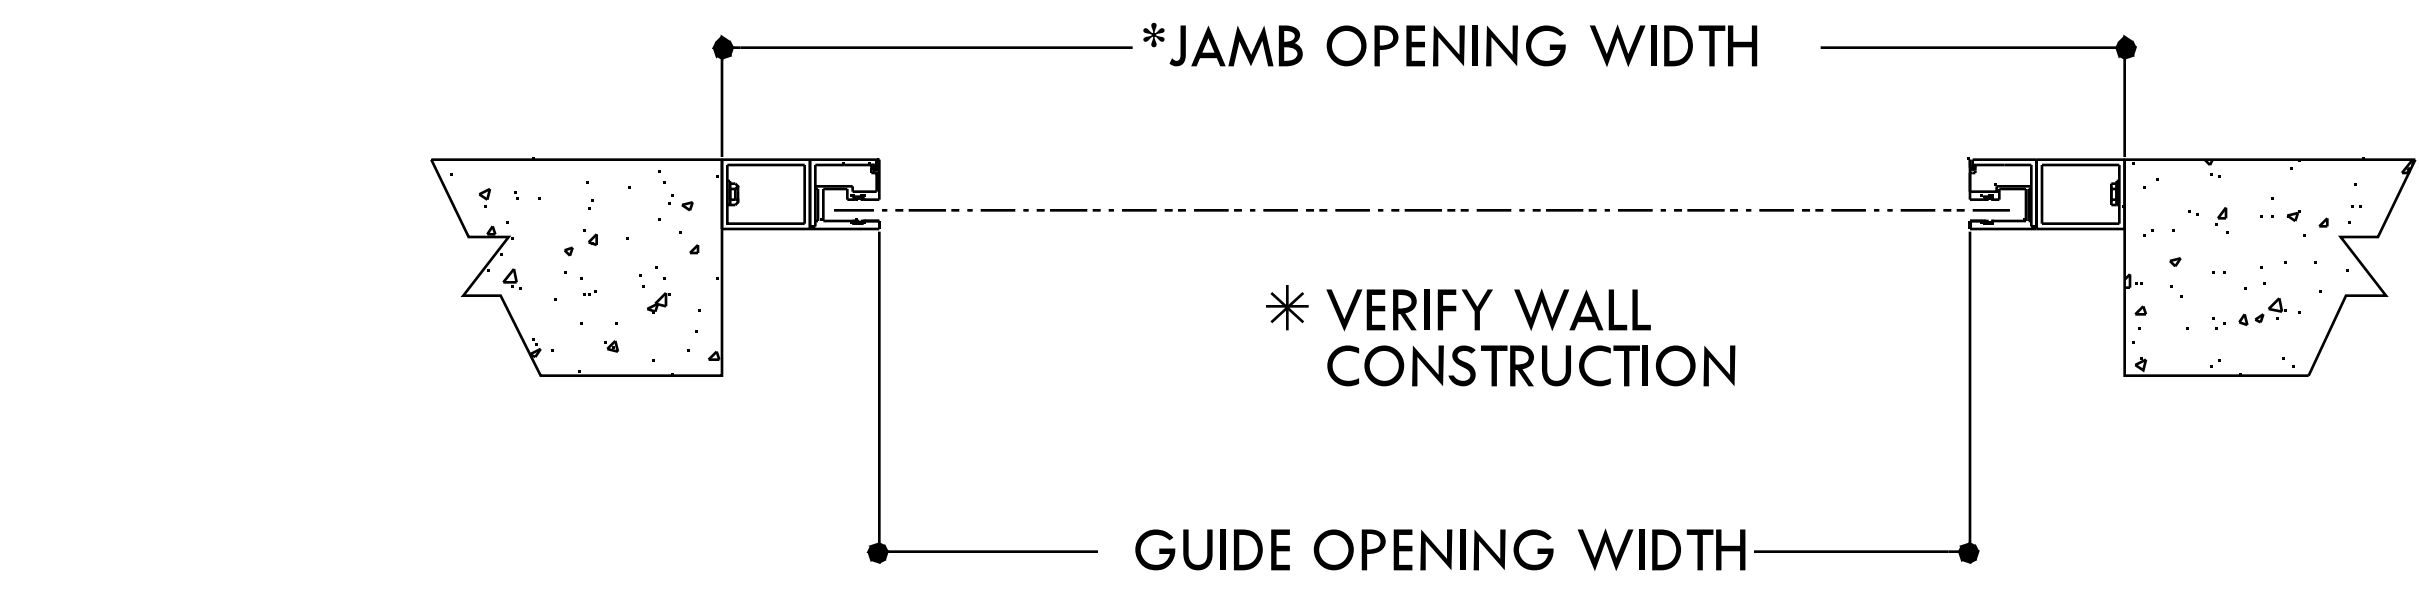 *JAMB OPENING WIDTH
* VERIFY WALL
CONSTRUCTION
GUIDE OPENING WIDTH